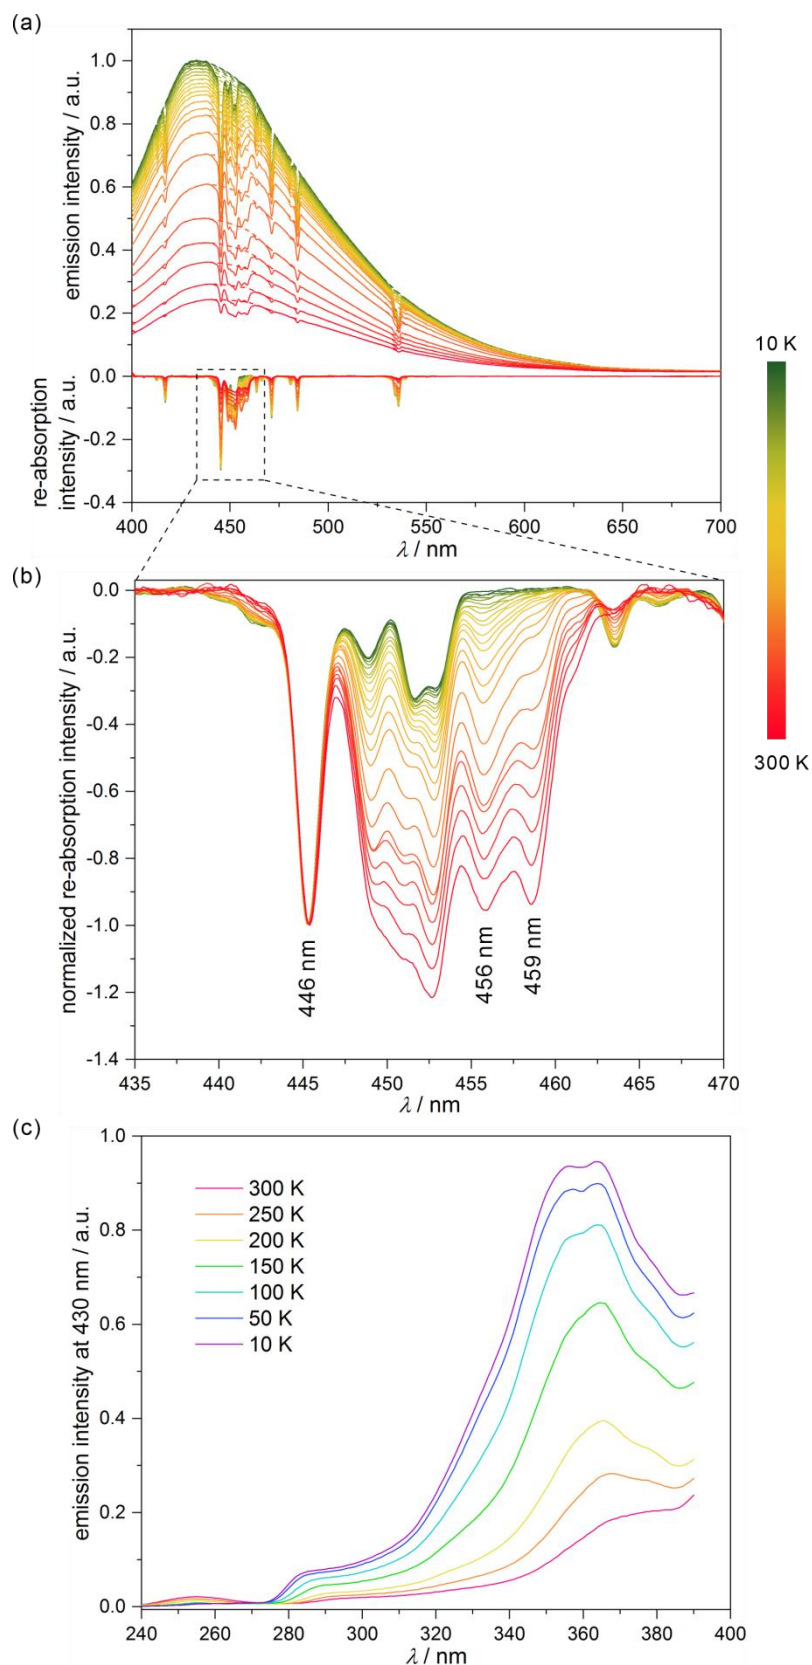 (a)
emission intensity / a.u.
1.0
0.8
0.6
0.4
0.2
0.0
-0.2
-0.4
re-absorption
intensity / a.u.
400 450 500 550 600 650 700
λ / nm
10 K
300 K
(b)
normalized re-absorption intensity / a.u.
0.0
-0.2
-0.4
-0.6
-0.8
-1.0
-1.2
-1.4
446 nm
456 nm
459 nm
435 440 445 450 455 460 465 470
λ / nm
(c)
emission intensity at 430 nm / a.u.
1.0
0.8
0.6
0.4
0.2
0.0
300 K
250 K
200 K
150 K
100 K
50 K
10 K
240 260 280 300 320 340 360 380 400
λ / nm